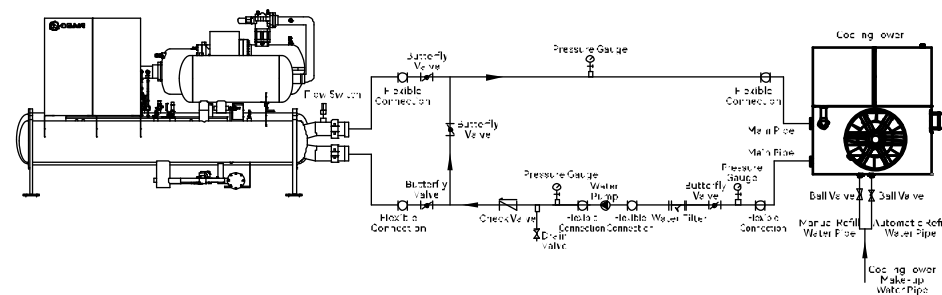 Cooling Tower
Butterfly
Valve
Pressure Gauge
Flow Switch
Flexible
Connection
Flexible
Connection
Butterfly
Valve
Main Pipe
Main Pipe
Pressure Gauge
Water
Pump
Butterfly
Valve
Butterfly
Valve
Pressure
Gauge
Ball Valve
Ball Valve
Flexible
Connection
Check Valve
Drain
Valve
Flexible
Connection
Flexible
Connection
Water Filter
Flexible
Connection
Manual Refill
Water Pipe
Automatic Refi
Water Pipe
Cooling Tower
Make-up
Water Pipe